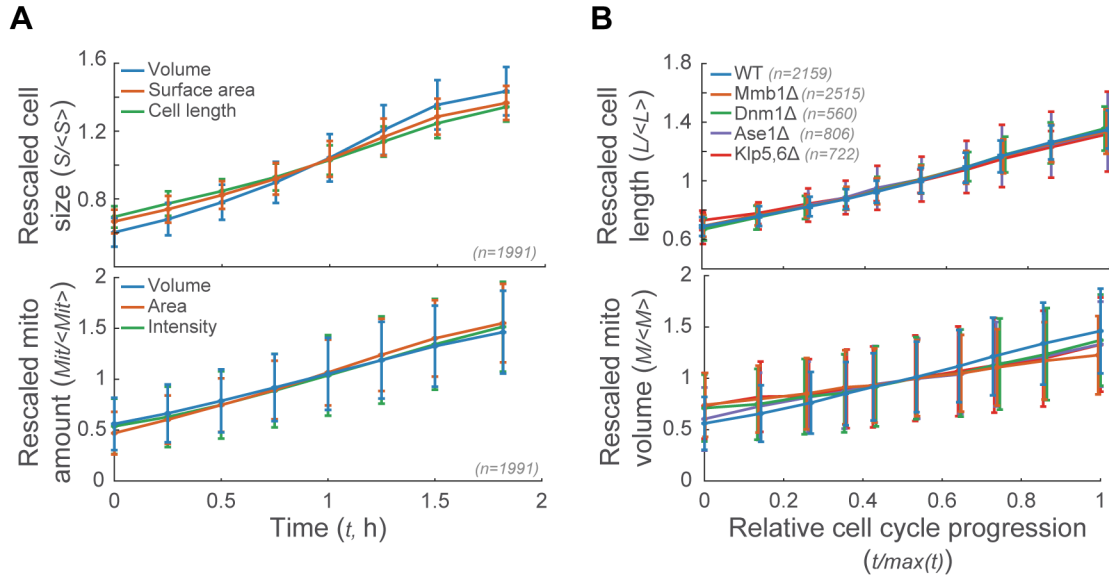 A
Rescaled cell
size (S/<S>)
1.6
1.2
0.8
Volume
Surface area
Cell length
(n=1991)
Rescaled mito
amount (Mit/<Mit>)
2
1.5
1
0.5
0
Volume
Area
Intensity
(n=1991)
0 0.5 1 1.5 2
Time (t, h)
B
Rescaled cell
length (L/<L>)
1.8
1.4
1
0.6
WT (n=2159)
Mmb1Δ (n=2515)
Dnm1Δ (n=560)
Ase1Δ (n=806)
Klp5,6Δ (n=722)
Rescaled mito
volume (M/<M>)
2
1.5
1
0.5
0
0 0.2 0.4 0.6 0.8 1
Relative cell cycle progression
(t/max(t))